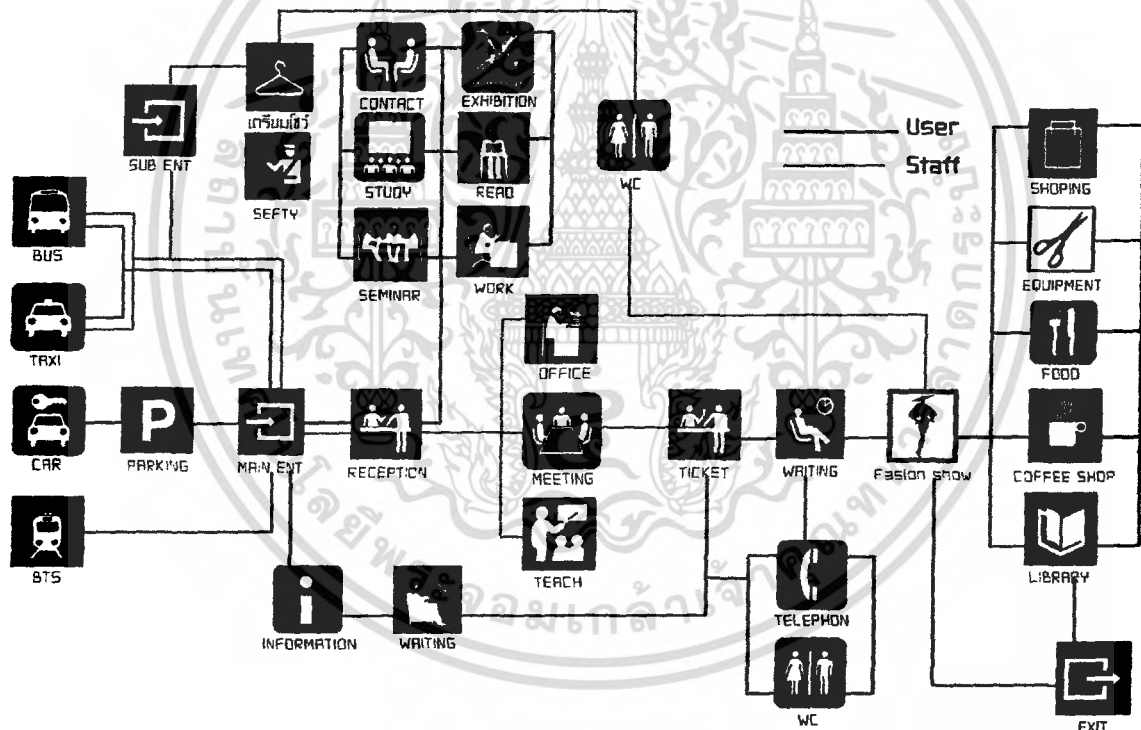 CONTACT
EXHIBITION
เตรียมโชว์
SUB ENT
SEFTY
STUDY
READ
WC
User
Staff
SHOPING
BUS
SEMINAR
WORK
EQUIPMENT
TAXI
OFFICE
FOOD
P
CAR
PARKING
MAIN ENT
RECEPTION
MEETING
TICKET
WAITING
Fasion show
COFFEE SHOP
BTS
TEACH
LIBRARY
i
INFORMATION
WAITING
TELEPHON
WC
EXIT